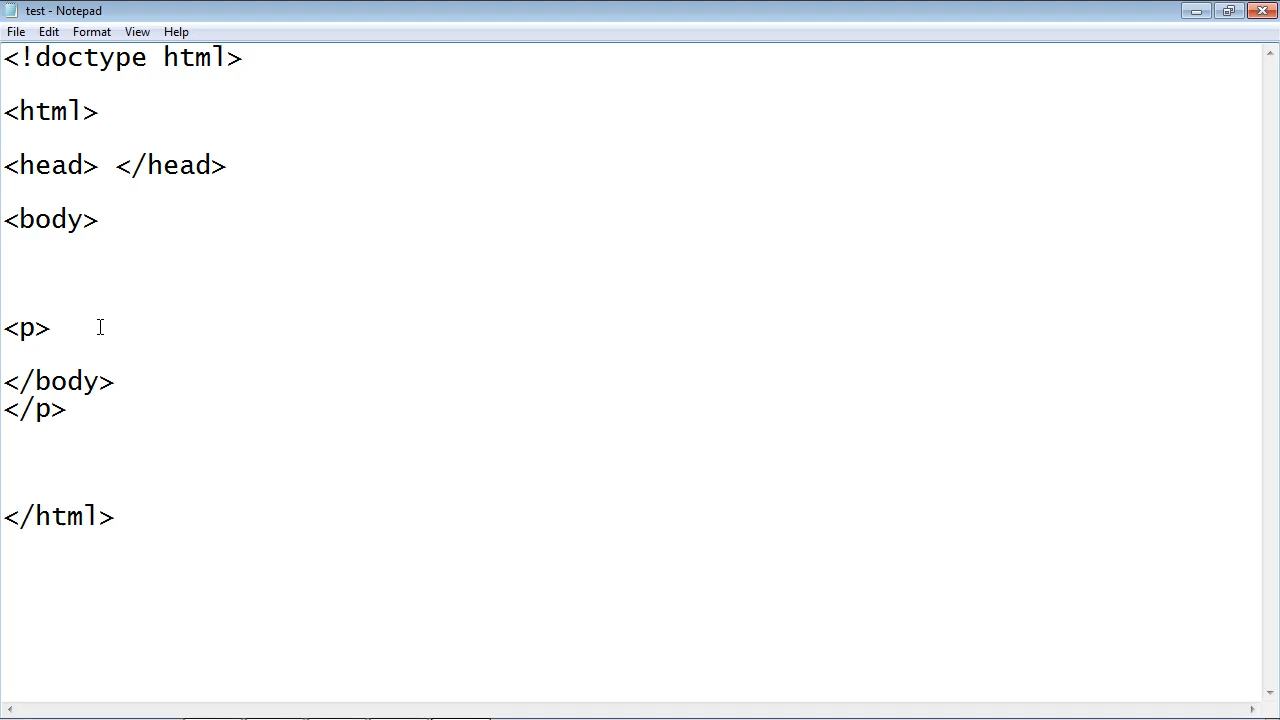 test - Notepad
File Edit Format View Help
<!doctype html>
<html>
<head> </head>
<body>
<p>
</body>
</p>
</html>